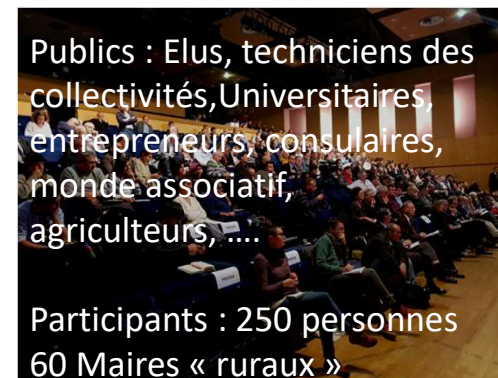 Publics : Elus, techniciens des
collectivités,Universitaires,
entrepreneurs, consulaires,
monde associatif,
agriculteurs, ….
Participants : 250 personnes
60 Maires « ruraux »